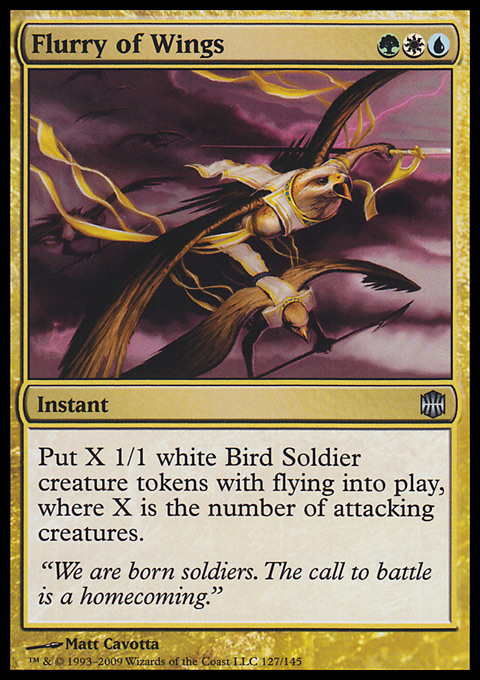 Flurry of Wings
Instant
Put X 1/1 white Bird Soldier
creature tokens with flying into play,
where X is the number of attacking
creatures.
“We are born soldiers. The call to battle
is a homecoming.”
Matt Cavotta
™ & © 1993–2009 Wizards of the Coast LLC 127/145